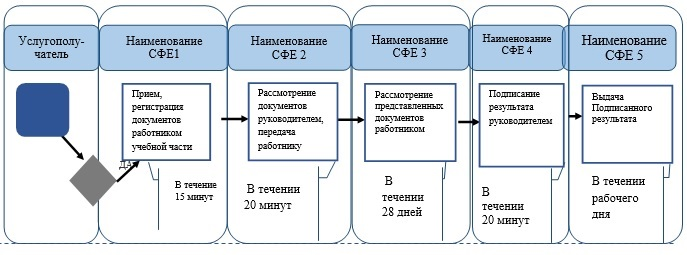 Услугополу-
чатель
Наименование
СФЕ1
Наименование
СФЕ 2
Наименование
СФЕ 3
Наименование
СФЕ 4
Наименование
СФЕ 5
Прием,
регистрация
документов
работником
учебной части
Рассмотрение
документов
руководителем,
передача
работнику
Рассмотрение
представленных
документов
работником
Подписание
результата
руководителем
Выдача
Подписанного
результата
ДА
В течение
15 минут
В течении
20 минут
В
течении
28 дней
В
течении
20 минут
В течении
рабочего
дня